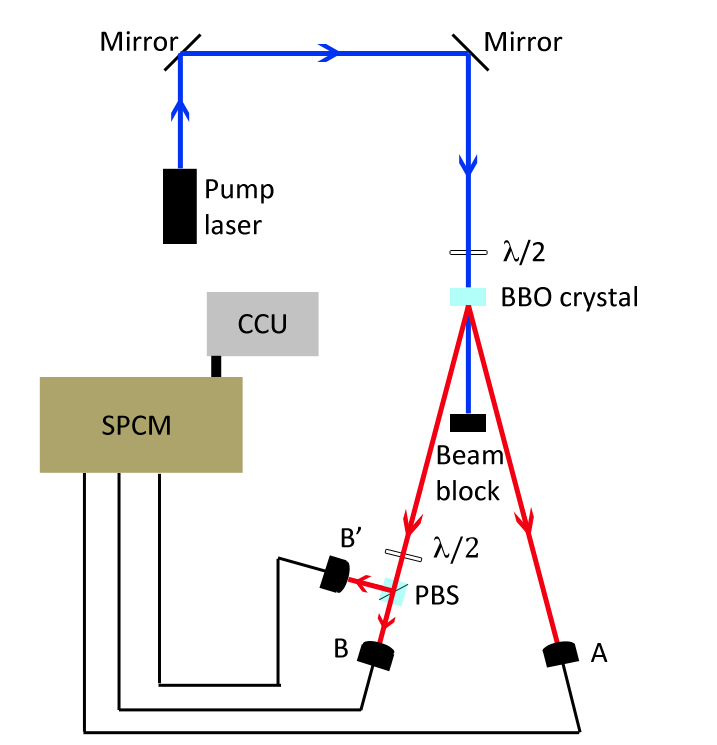 Mirror
Mirror
Pump
laser
λ/2
BBO crystal
CCU
SPCM
Beam
block
B’
λ/2
PBS
B
A